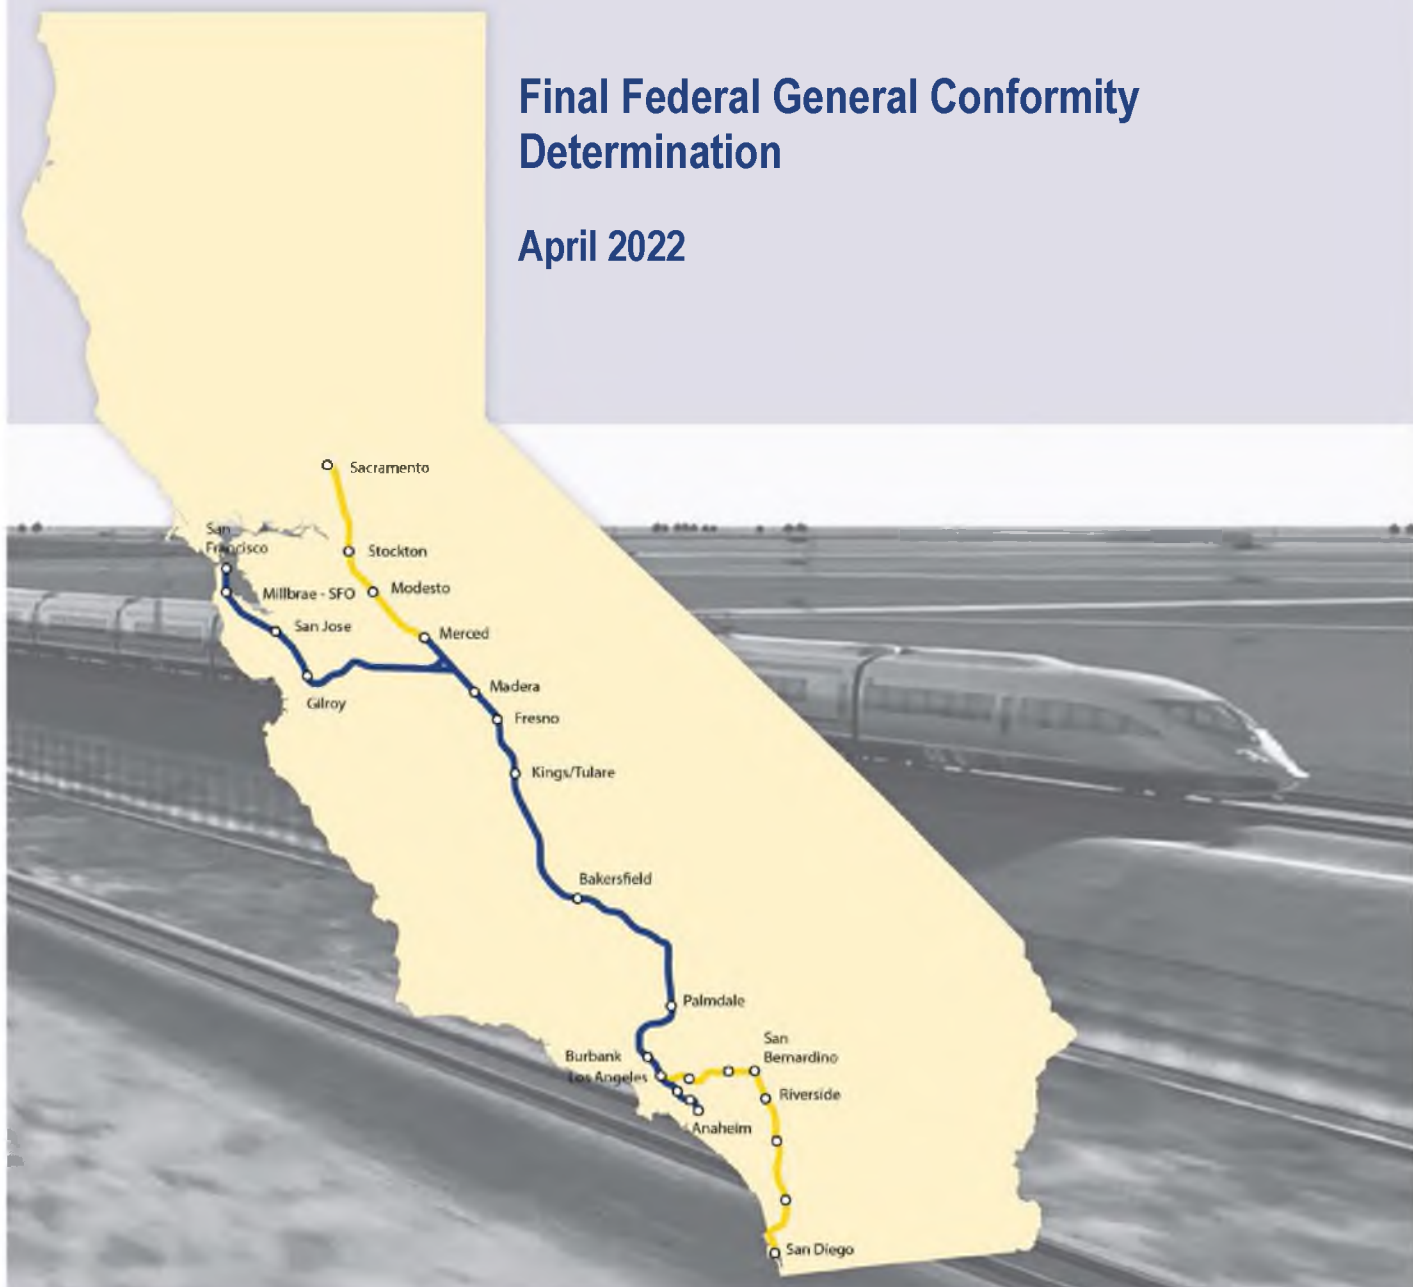 Final Federal General Conformity
Determination
April 2022
Sacramento
San
Francisco
Stockton
Millbrae - SFO
Modesto
San Jose
Merced
Gilroy
Madera
Fresno
Kings/Tulare
Bakersfield
Palmdale
San
Bernardino
Burbank
Los Angeles
Riverside
Anaheim
San Diego